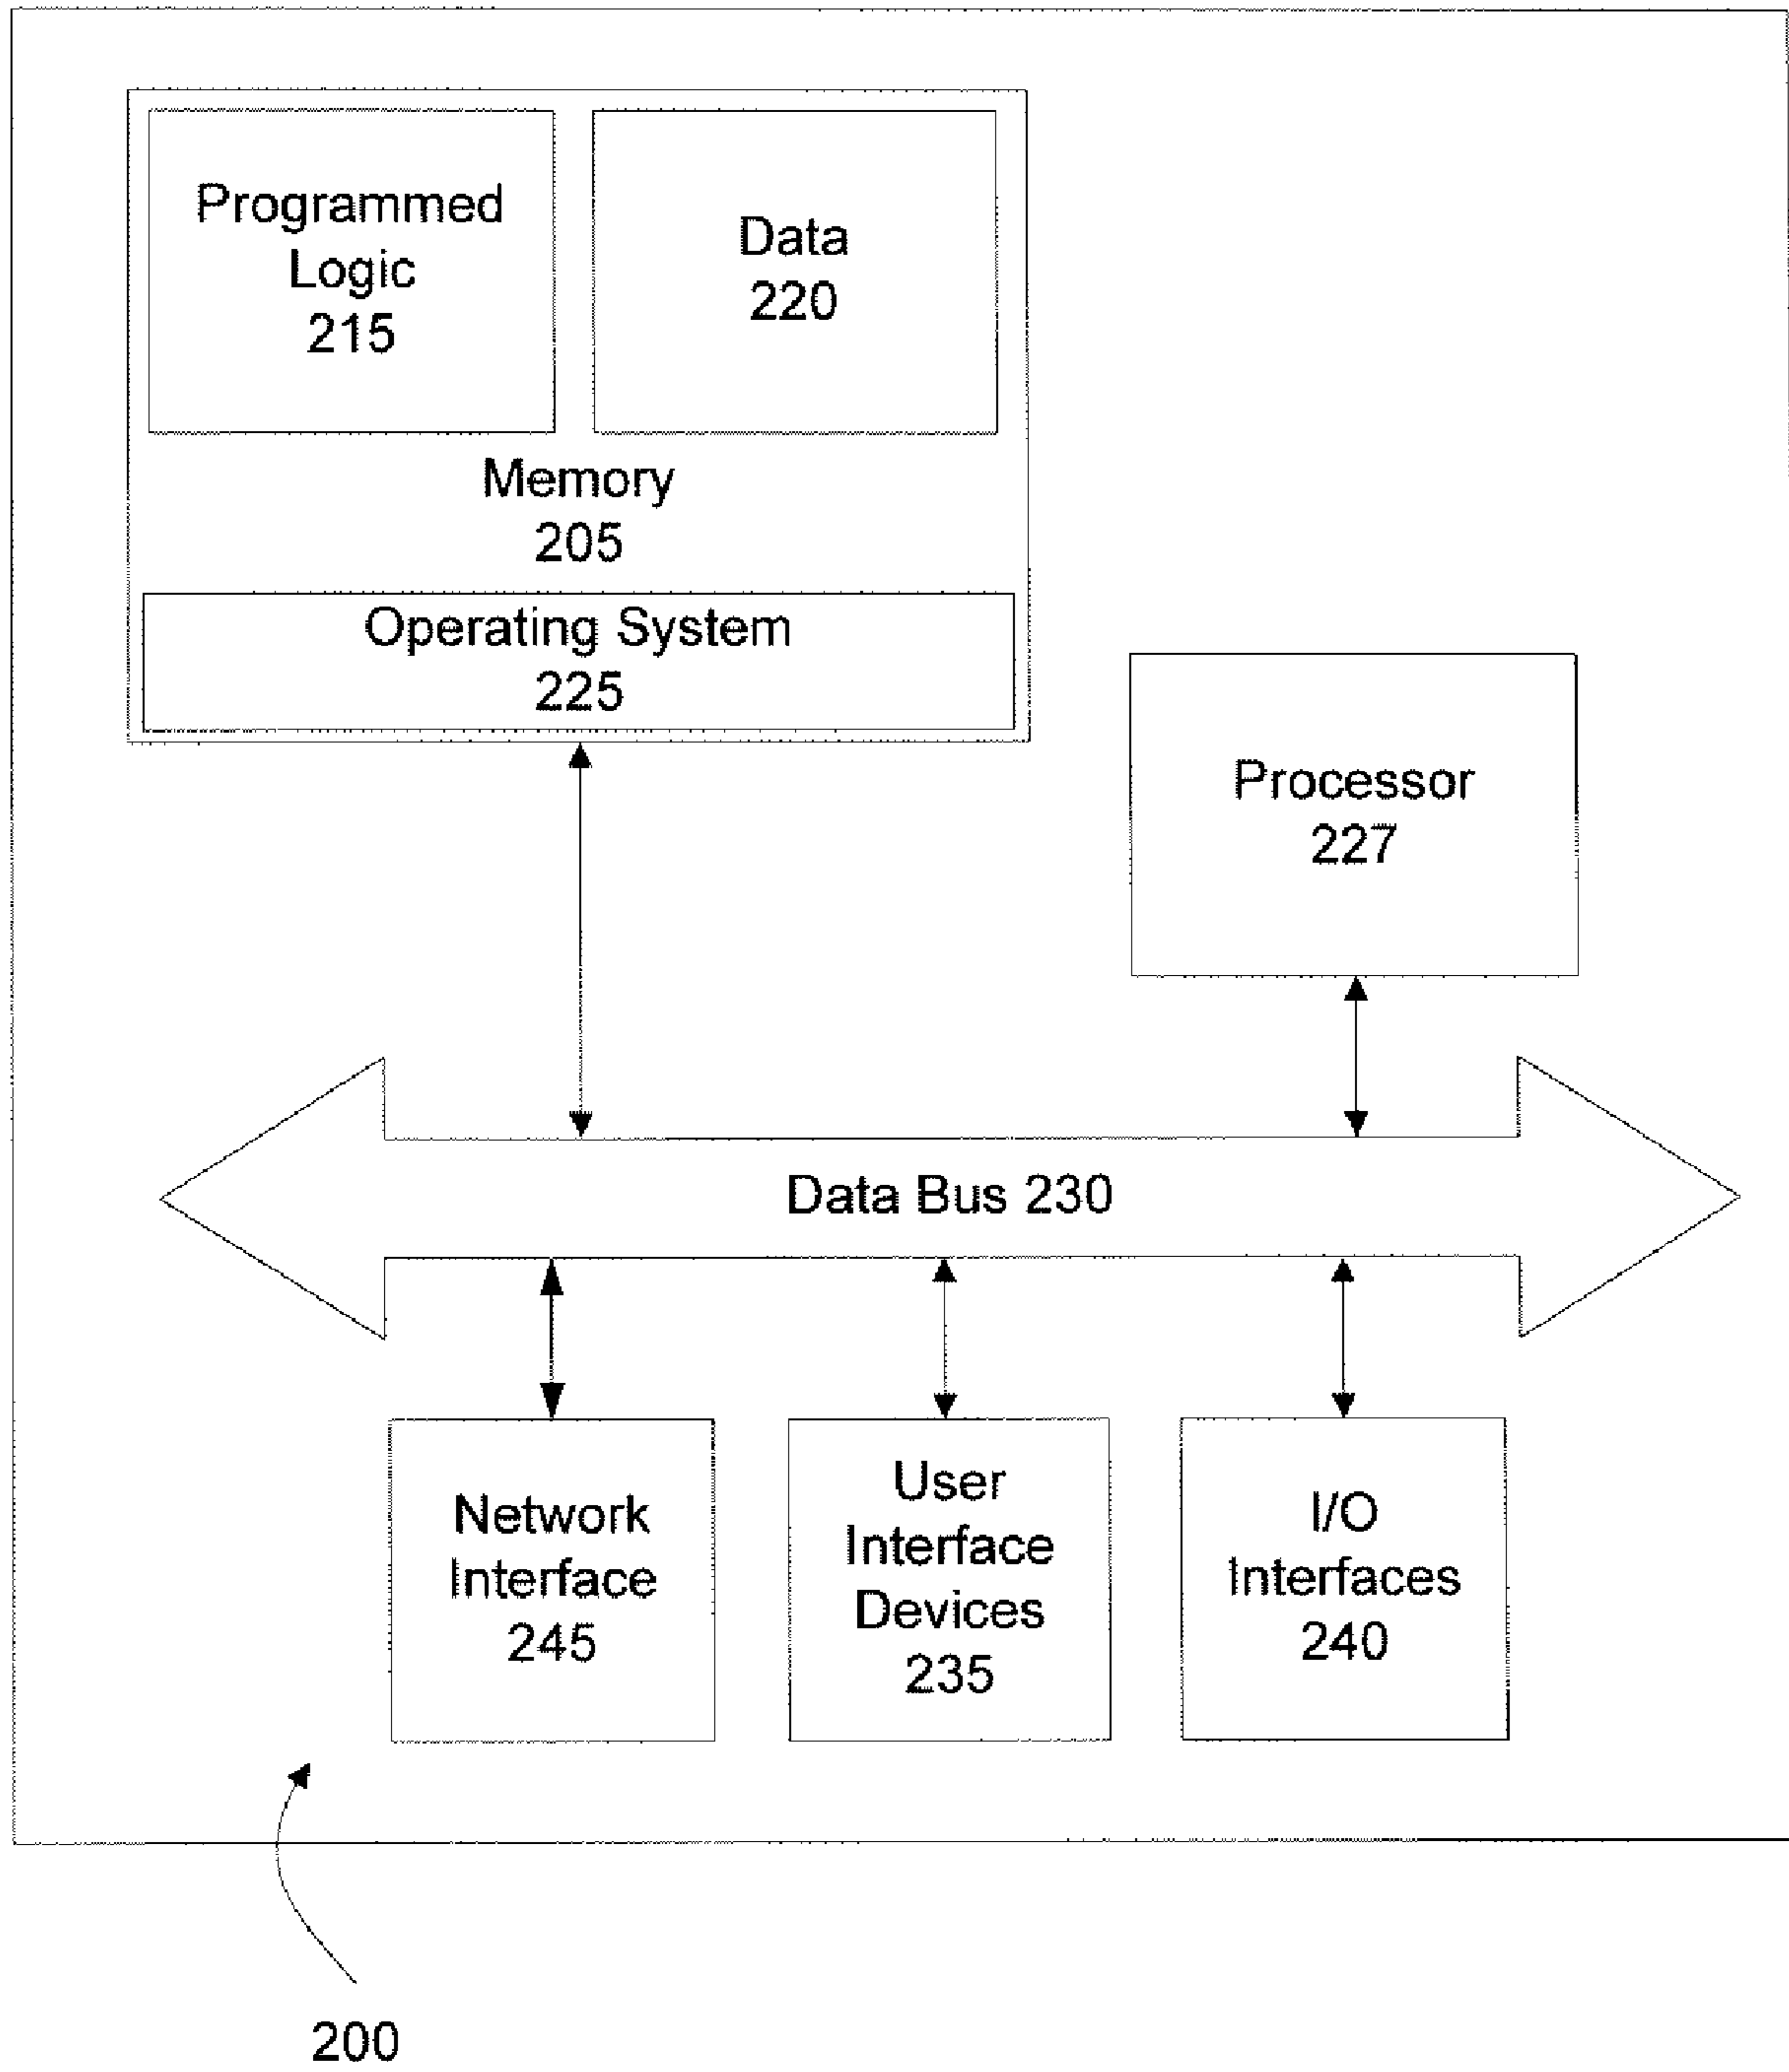 Programmed
Logic
215
Data
220
Memory
205
Operating System
225
Processor
227
Data Bus 230
Network
Interface
245
User
Interface
Devices
235
I/O
Interfaces
240
200